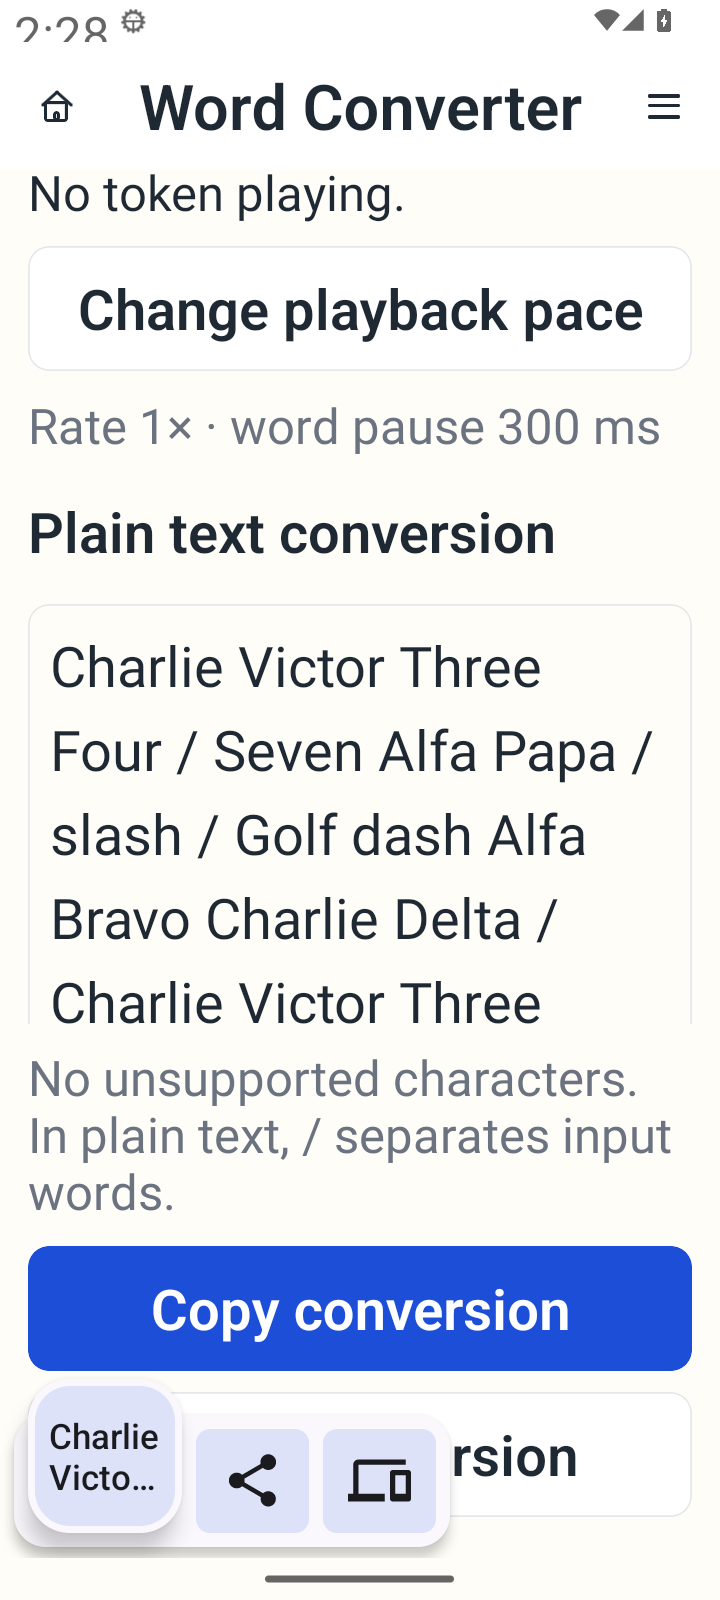 2:28
Word Converter
No token playing.
Change playback pace
Rate 1× · word pause 300 ms
Plain text conversion
Charlie Victor Three
Four / Seven Alfa Papa /
slash / Golf dash Alfa
Bravo Charlie Delta /
Charlie Victor Three
No unsupported characters.
In plain text, / separates input
words.
Copy conversion
rsion
Charlie
Victo...